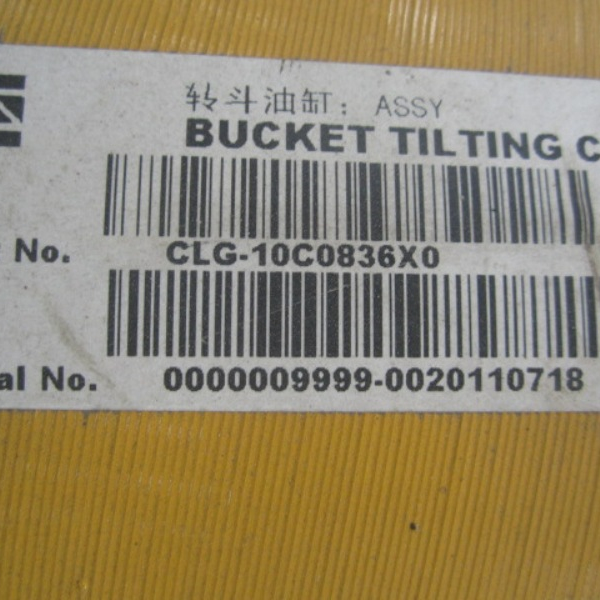 转斗油缸：ASSY
BUCKET TILTING C
No. CLG-10C0836X0
al No. 0000009999-0020110718